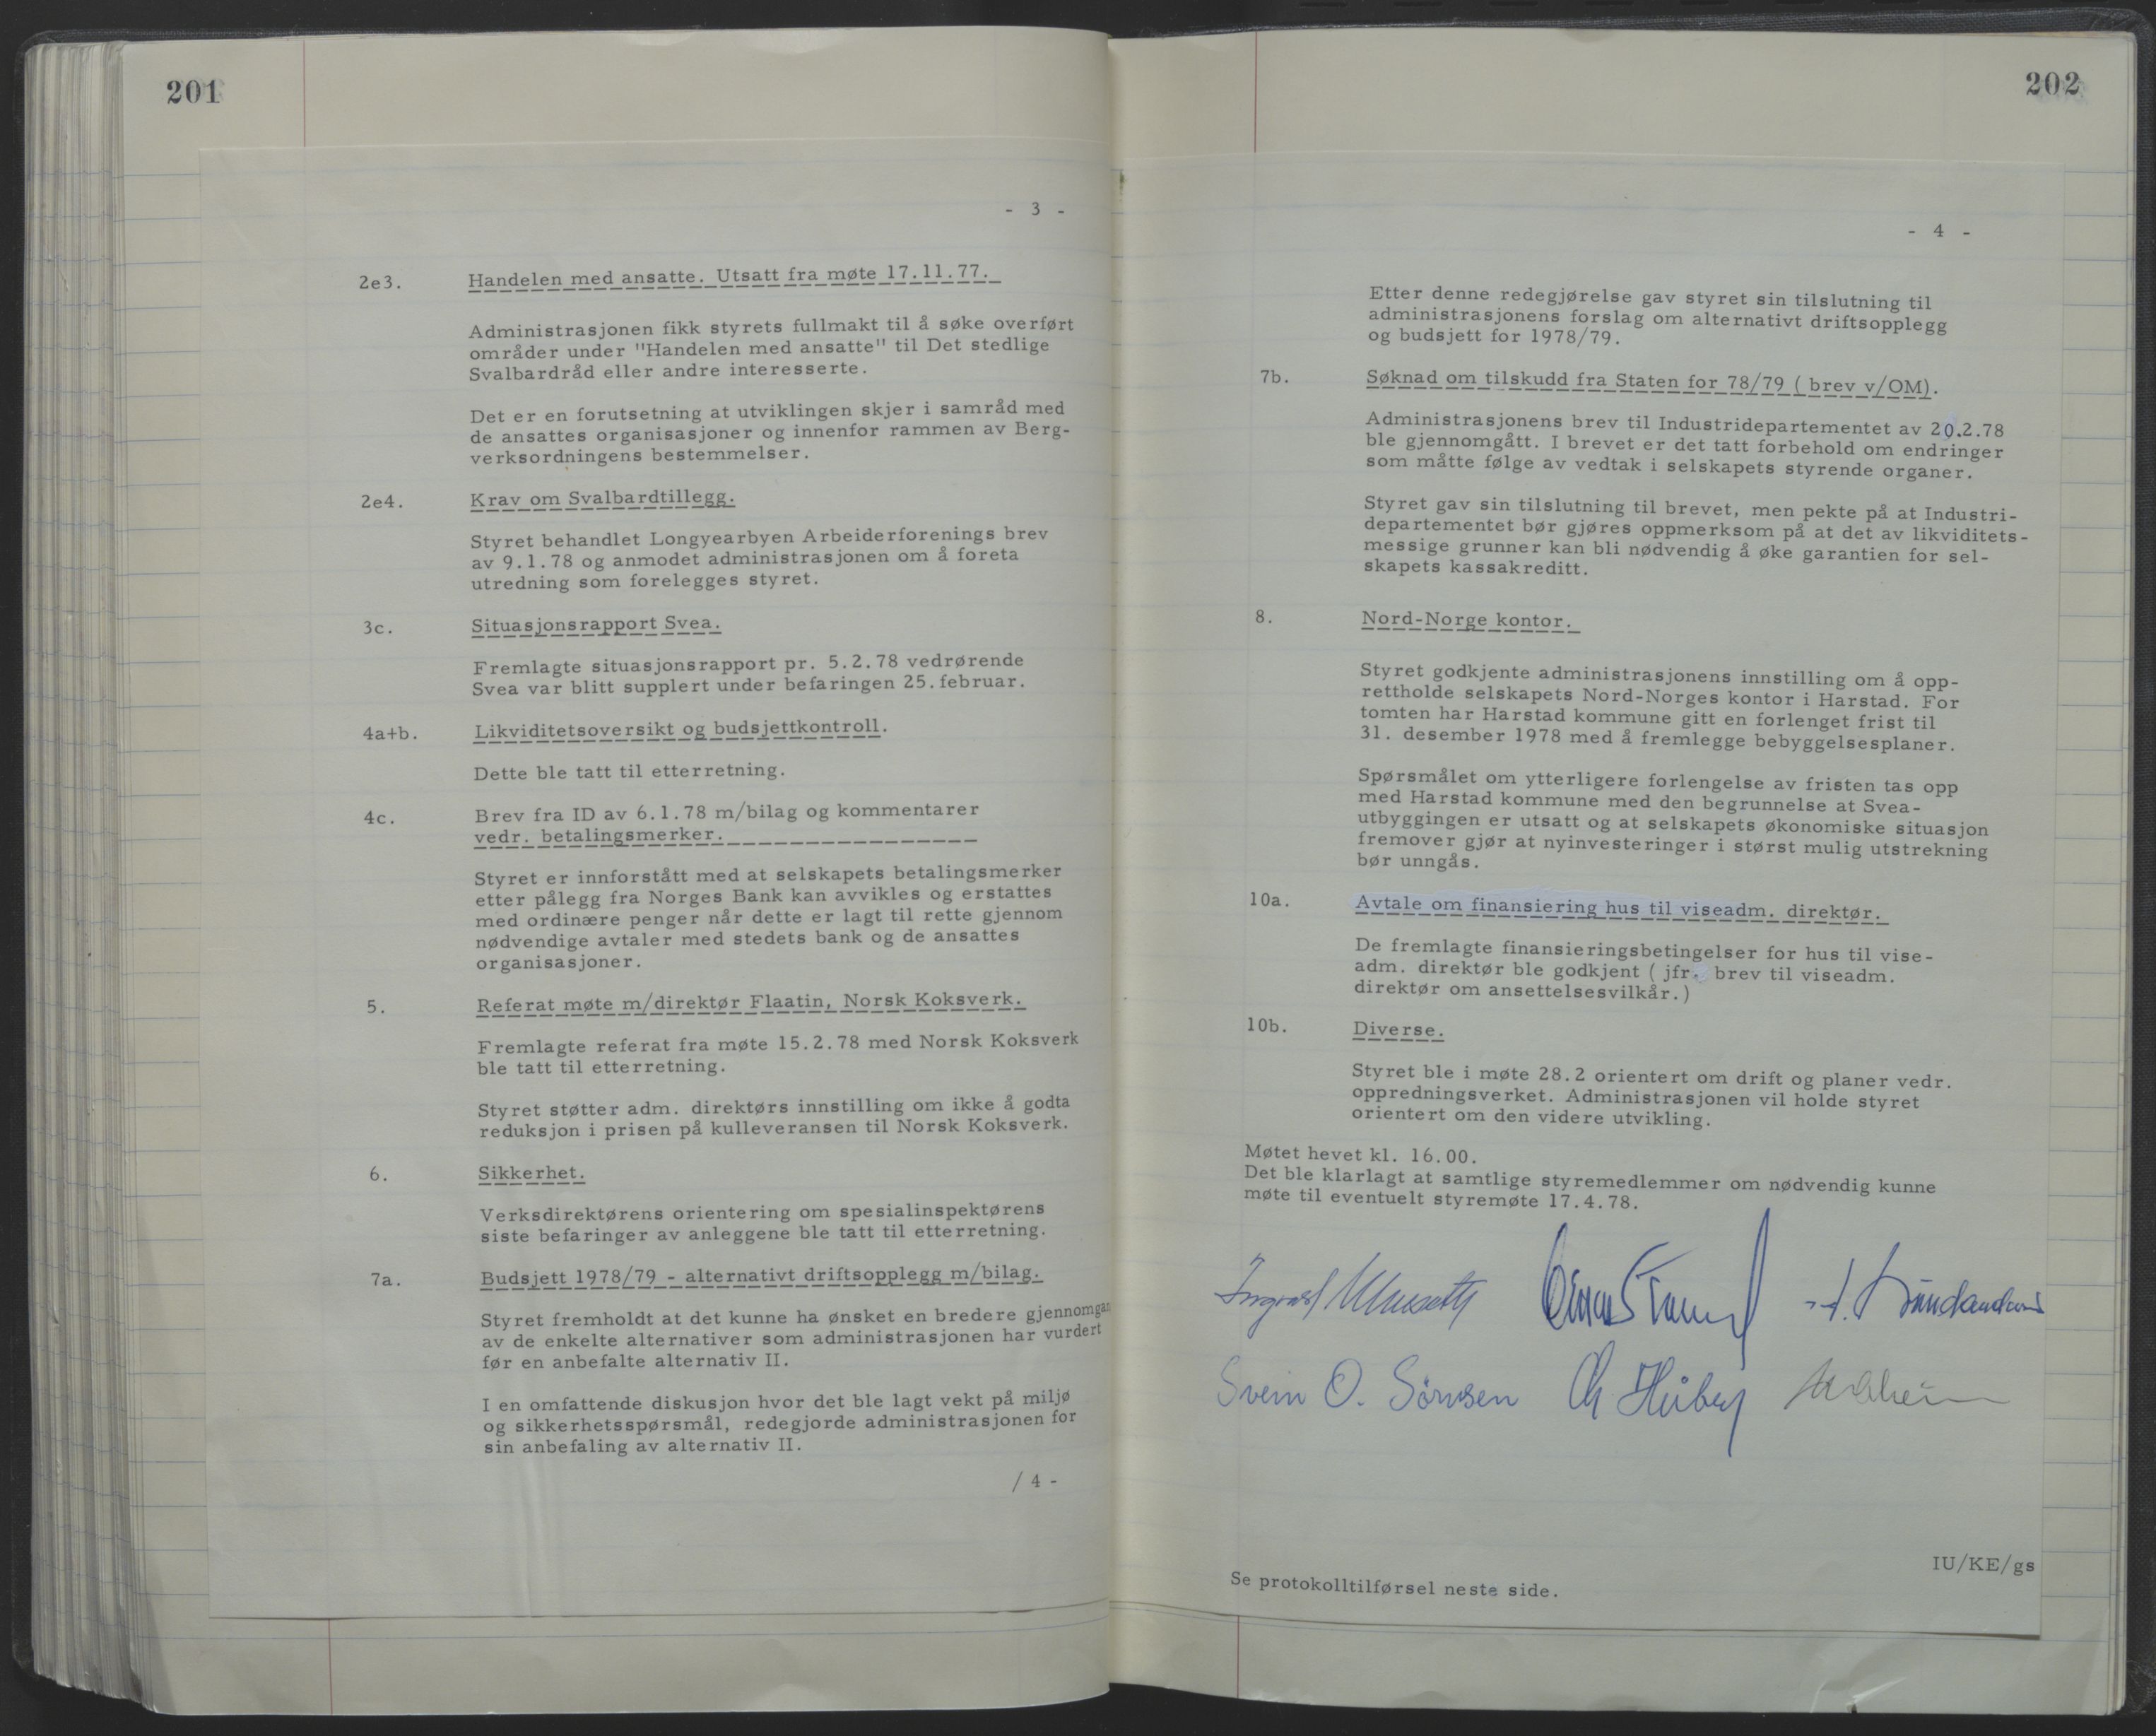 201
- 3 -
2e3. Handelen med ansatte. Utsatt fra møte 17.11.77.
Administrasjonen fikk styrets fullmakt til å søke overført
områder under "Handelen med ansatte" til Det stedlige
Svalbardråd eller andre interesserte.
Det er en forutsetning at utviklingen skjer i samråd med
de ansattes organisasjoner og innenfor rammen av Berg-
verksordningens bestemmelser.
2e4. Krav om Svalbardtillegg.
Styret behandlet Longyearbyen Arbeiderforenings brev
av 9.1.78 og anmodet administrasjonen om å foreta
utredning som forelegges styret.
3c. Situasjonsrapport Svea.
Fremlagte situasjonsrapport pr. 5.2.78 vedrørende
Svea var blitt supplert under befaringen 25. februar.
4a+b. Likviditetsoversikt og budsjettkontroll.
Dette ble tatt til etterretning.
4c. Brev fra ID av 6.1.78 m/bilag og kommentarer
vedr. betalingsmerker.
Styret er innforstått med at selskapets betalingsmerker
etter pålegg fra Norges Bank kan avvikles og erstattes
med ordinære penger når dette er lagt til rette gjennom
nødvendige avtaler med stedets bank og de ansattes
organisasjoner.
5. Referat møte m/direktør Flaatin, Norsk Koksverk.
Fremlagte referat fra møte 15.2.78 med Norsk Koksverk
ble tatt til etterretning.
Styret støtter adm. direktørs innstilling om ikke å godta
reduksjon i prisen på kulleveransen til Norsk Koksverk.
6. Sikkerhet.
Verksdirektørens orientering om spesialinspektørens
siste befaringer av anleggene ble tatt til etterretning.
7a. Budsjett 1978/79 - alternativt driftsopplegg m/bilag.
Styret fremholdt at det kunne ha ønsket en bredere gjennomgan
av de enkelte alternativer som administrasjonen har vurdert
før en anbefalte alternativ II.
I en omfattende diskusjon hvor det ble lagt vekt på miljø
og sikkerhetsspørsmål, redegjorde administrasjonen for
sin anbefaling av alternativ II.
/ 4 -
202
- 4 -
Etter denne redegjørelse gav styret sin tilslutning til
administrasjonens forslag om alternativt driftsopplegg
og budsjett for 1978/79.
7b. Søknad om tilskudd fra Staten for 78/79 ( brev v/OM).
Administrasjonens brev til Industridepartementet av 20.2.78
ble gjennomgått. I brevet er det tatt forbehold om endringer
som måtte følge av vedtak i selskapets styrende organer.
Styret gav sin tilslutning til brevet, men pekte på at Industri-
departementet bør gjøres oppmerksom på at det av likviditets-
messige grunner kan bli nødvendig å øke garantien for sel-
skapets kassakreditt.
8. Nord-Norge kontor.
Styret godkjente administrasjonens innstilling om å opp-
rettholde selskapets Nord-Norges kontor i Harstad. For
tomten har Harstad kommune gitt en forlenget frist til
31. desember 1978 med å fremlegge bebyggelsesplaner.
Spørsmålet om ytterligere forlengelse av fristen tas opp
med Harstad kommune med den begrunnelse at Svea-
utbyggingen er utsatt og at selskapets økonomiske situasjon
fremover gjør at nyinvesteringer i størst mulig utstrekning
bør unngås.
10a. Avtale om finansiering hus til viseadm. direktør.
De fremlagte finansieringsbetingelser for hus til vise-
adm. direktør ble godkjent ( jfr. brev til viseadm.
direktør om ansettelsesvilkår.)
10b. Diverse.
Styret ble i møte 28.2 orientert om drift og planer vedr.
oppredningsverket. Administrasjonen vil holde styret
orientert om den videre utvikling.
Møtet hevet kl. 16.00.
Det ble klarlagt at samtlige styremedlemmer om nødvendig kunne
møte til eventuelt styremøte 17.4.78.
Svein O.
IU/KE/gs
Se protokolltilførsel neste side.